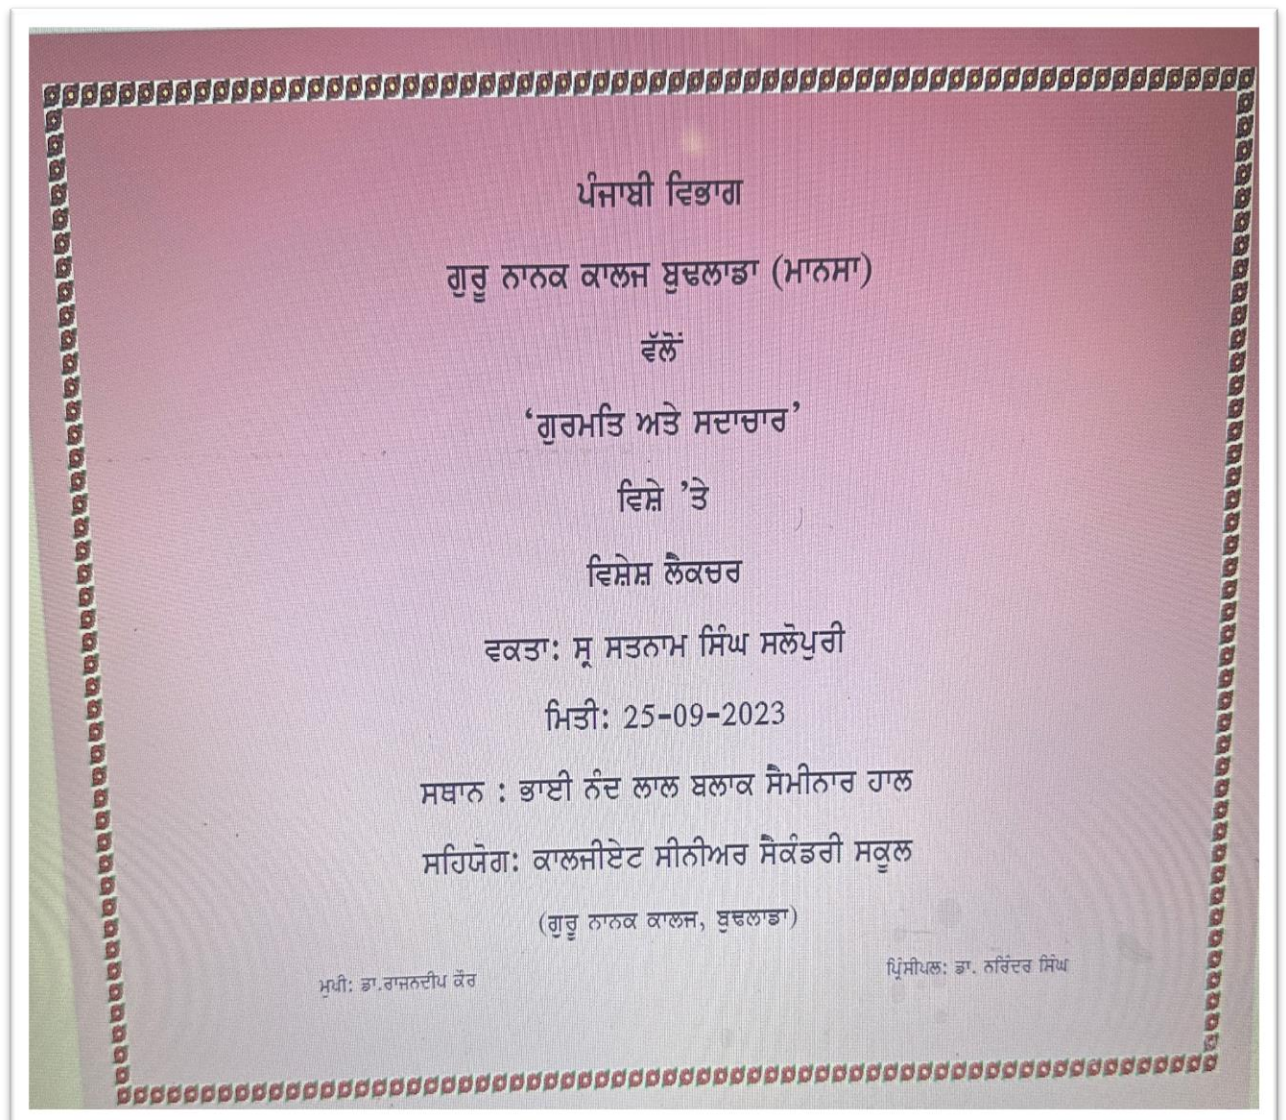 ਪੰਜਾਬੀ ਵਿਭਾਗ
ਗੁਰੂ ਨਾਨਕ ਕਾਲਜ ਬੁਢਲਾਡਾ (ਮਾਨਸਾ)
ਵੱਲੋਂ
‘ਗੁਰਮਤਿ ਅਤੇ ਸਦਾਚਾਰ’
ਵਿਸ਼ੇ ’ਤੇ
ਵਿਸ਼ੇਸ਼ ਲੈਕਚਰ
ਵਕਤਾ: ਸ੍ਰ ਸਤਨਾਮ ਸਿੰਘ ਸਲੋਪੁਰੀ
ਮਿਤੀ: 25-09-2023
ਸਥਾਨ : ਭਾਈ ਨੰਦ ਲਾਲ ਬਲਾਕ ਸੈਮੀਨਾਰ ਹਾਲ
ਸਹਿਯੋਗ: ਕਾਲਜੀਏਟ ਸੀਨੀਅਰ ਸੈਕੰਡਰੀ ਸਕੂਲ
(ਗੁਰੂ ਨਾਨਕ ਕਾਲਜ, ਬੁਢਲਾਡਾ)
ਮੁਖੀ: ਡਾ.ਰਾਜਨਦੀਪ ਕੌਰ
ਪ੍ਰਿੰਸੀਪਲ: ਡਾ. ਨਰਿੰਦਰ ਸਿੰਘ